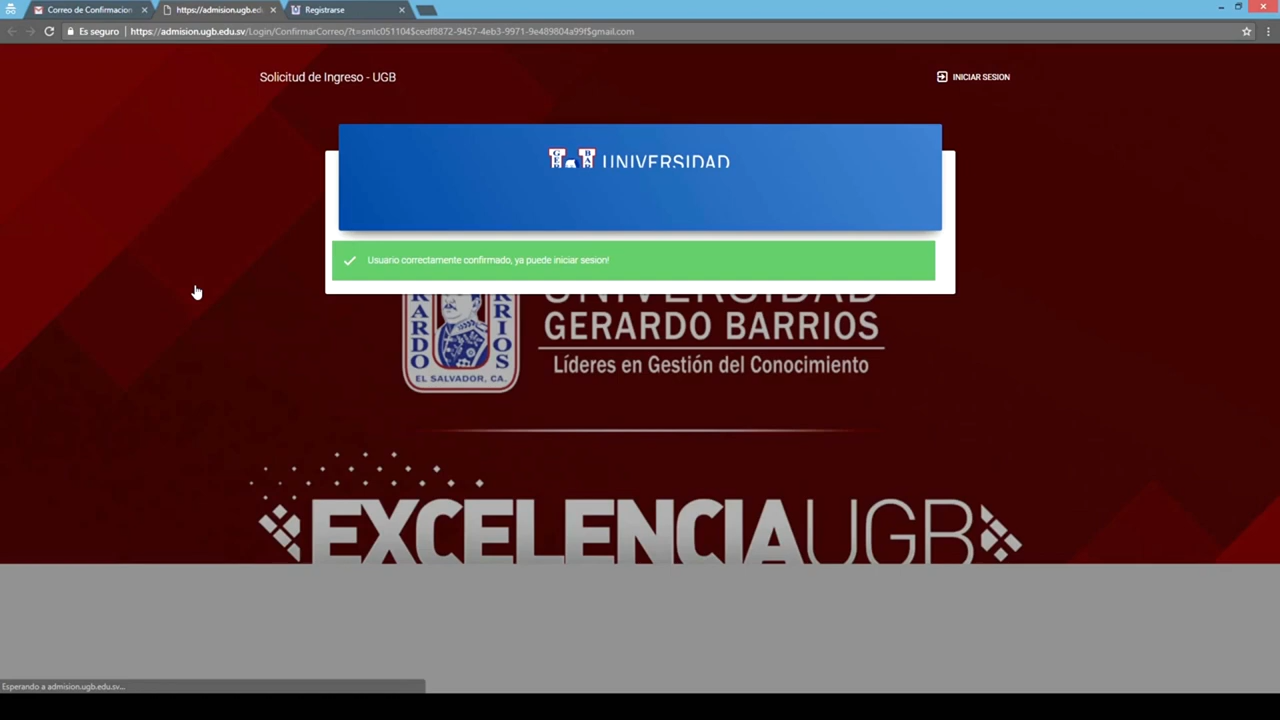 Correo de Confirmacion
https://admision.ugb.edu
Registrarse
Es seguro
https://admision.ugb.edu.sv/Login/ConfirmarCorreo/?t=smlc051104$cedf8872-9457-4eb3-9971-9e489804a99f$gmail.com
Solicitud de Ingreso - UGB
INICIAR SESION
UNIVERSIDAD
Usuario correctamente confirmado, ya puede iniciar sesion!
UNIVERSIDAD
GERARDO BARRIOS
Líderes en Gestión del Conocimiento
EL SALVADOR, CA.
EXCELENCIAUGB
Esperando a admision.ugb.edu.sv...